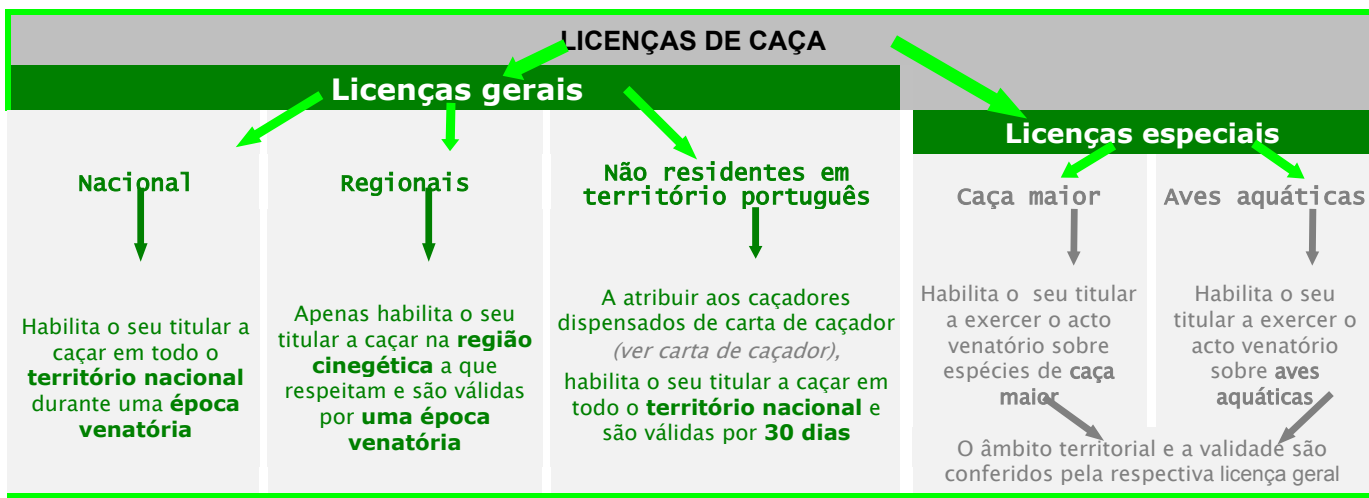 LICENÇAS DE CAÇA
Licenças gerais
Nacional
Habilita o seu titular a
caçar em todo o
território nacional
durante uma época
venatória
Regionais
Apenas habilita o seu
titular a caçar na região
cinegética a que
respeitam e são válidas
por uma época
venatória
Não residentes em
território português
A atribuir aos caçadores
dispensados de carta de caçador
(ver carta de caçador),
habilita o seu titular a caçar em
todo o território nacional e
são válidas por 30 dias
Licenças especiais
Caça maior
Habilita o seu titular
a exercer o acto
venatório sobre
espécies de caça
maior
Aves aquáticas
Habilita o seu
titular a exercer o
acto venatório
sobre aves
aquáticas
O âmbito territorial e a validade são
conferidos pela respectiva licença geral